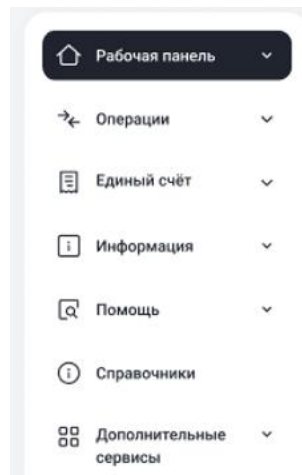 Рабочая панель
Операции
Единый счёт
Информация
Помощь
Справочники
Дополнительные
сервисы